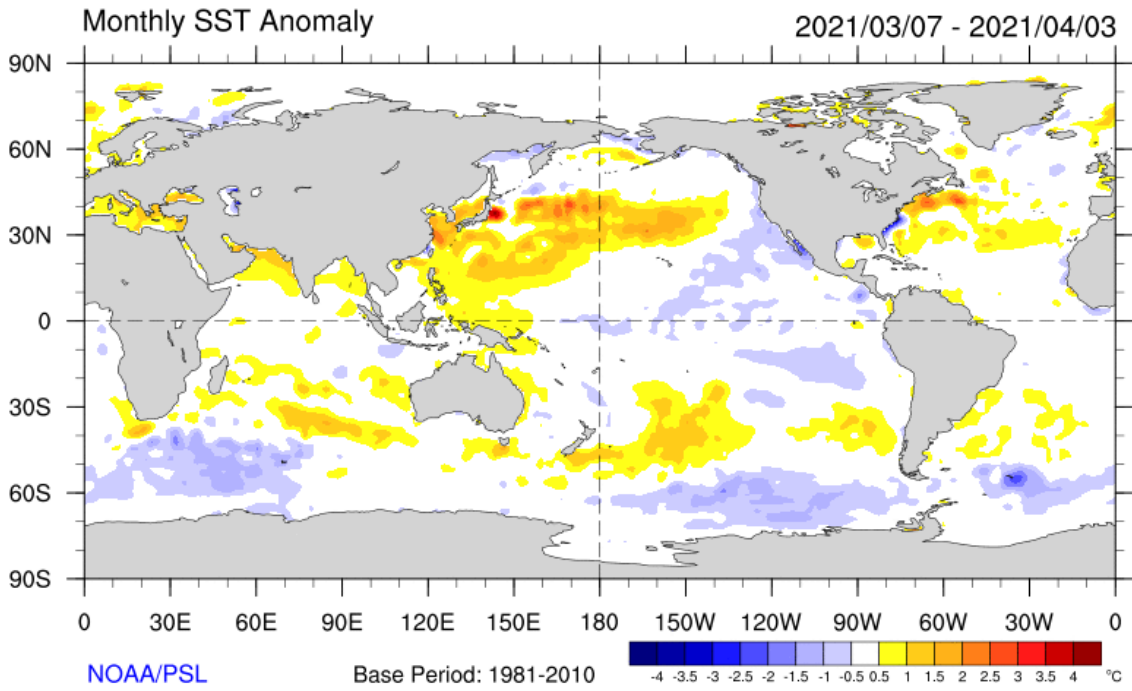 Monthly SST Anomaly 2021/03/07 - 2021/04/03
90N
60N
30N
0
30S
60S
90S
0 30E 60E 90E 120E 150E 180 150W 120W 90W 60W 30W 0
NOAA/PSL Base Period: 1981-2010
-4 -3.5 -3 -2.5 -2 -1.5 -1 -0.5 0.5 1 1.5 2 2.5 3 3.5 4 °C